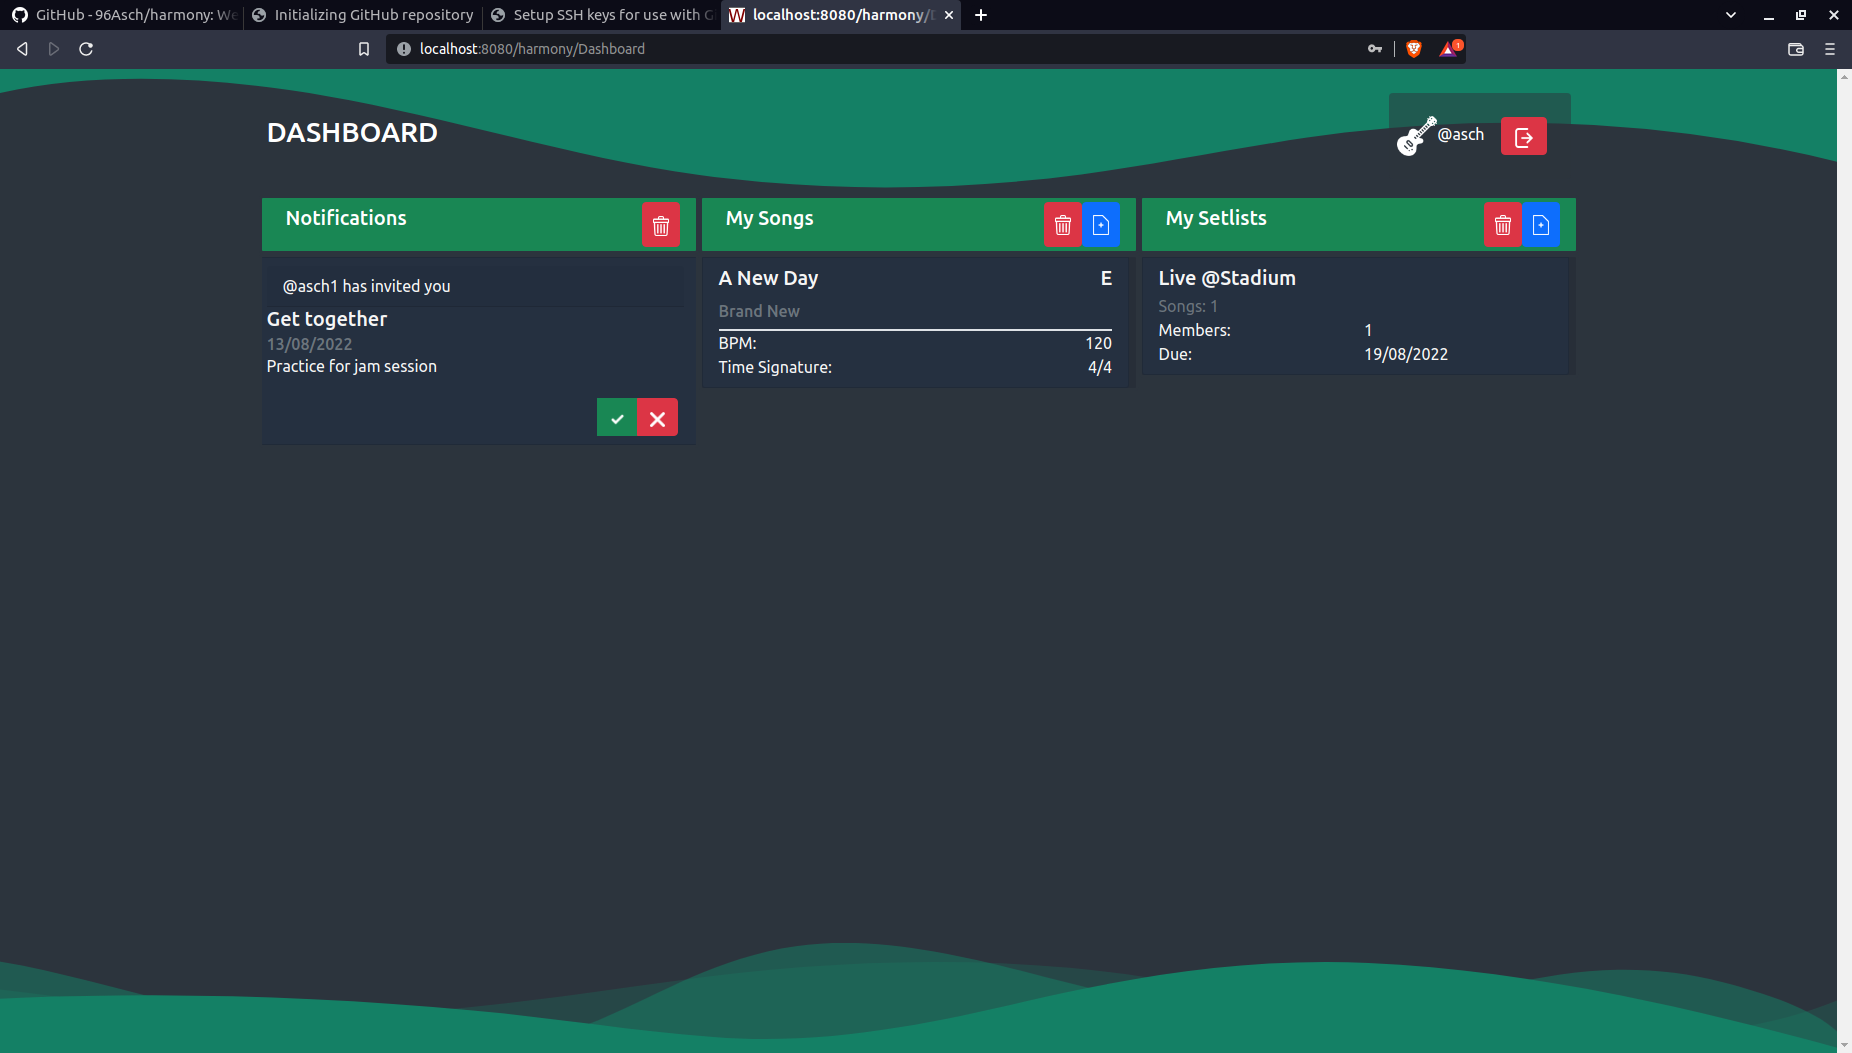 GitHub - 96Asch/harmony: We
Initializing GitHub repository
Setup SSH keys for use with G
localhost:8080/harmony/D
localhost:8080/harmony/Dashboard
1
DASHBOARD
@asch
Notifications
My Songs
My Setlists
@asch1 has invited you
Get together
13/08/2022
Practice for jam session
A New Day
E
Brand New
BPM:
120
Time Signature:
4/4
Live @Stadium
Songs: 1
Members:
1
Due:
19/08/2022